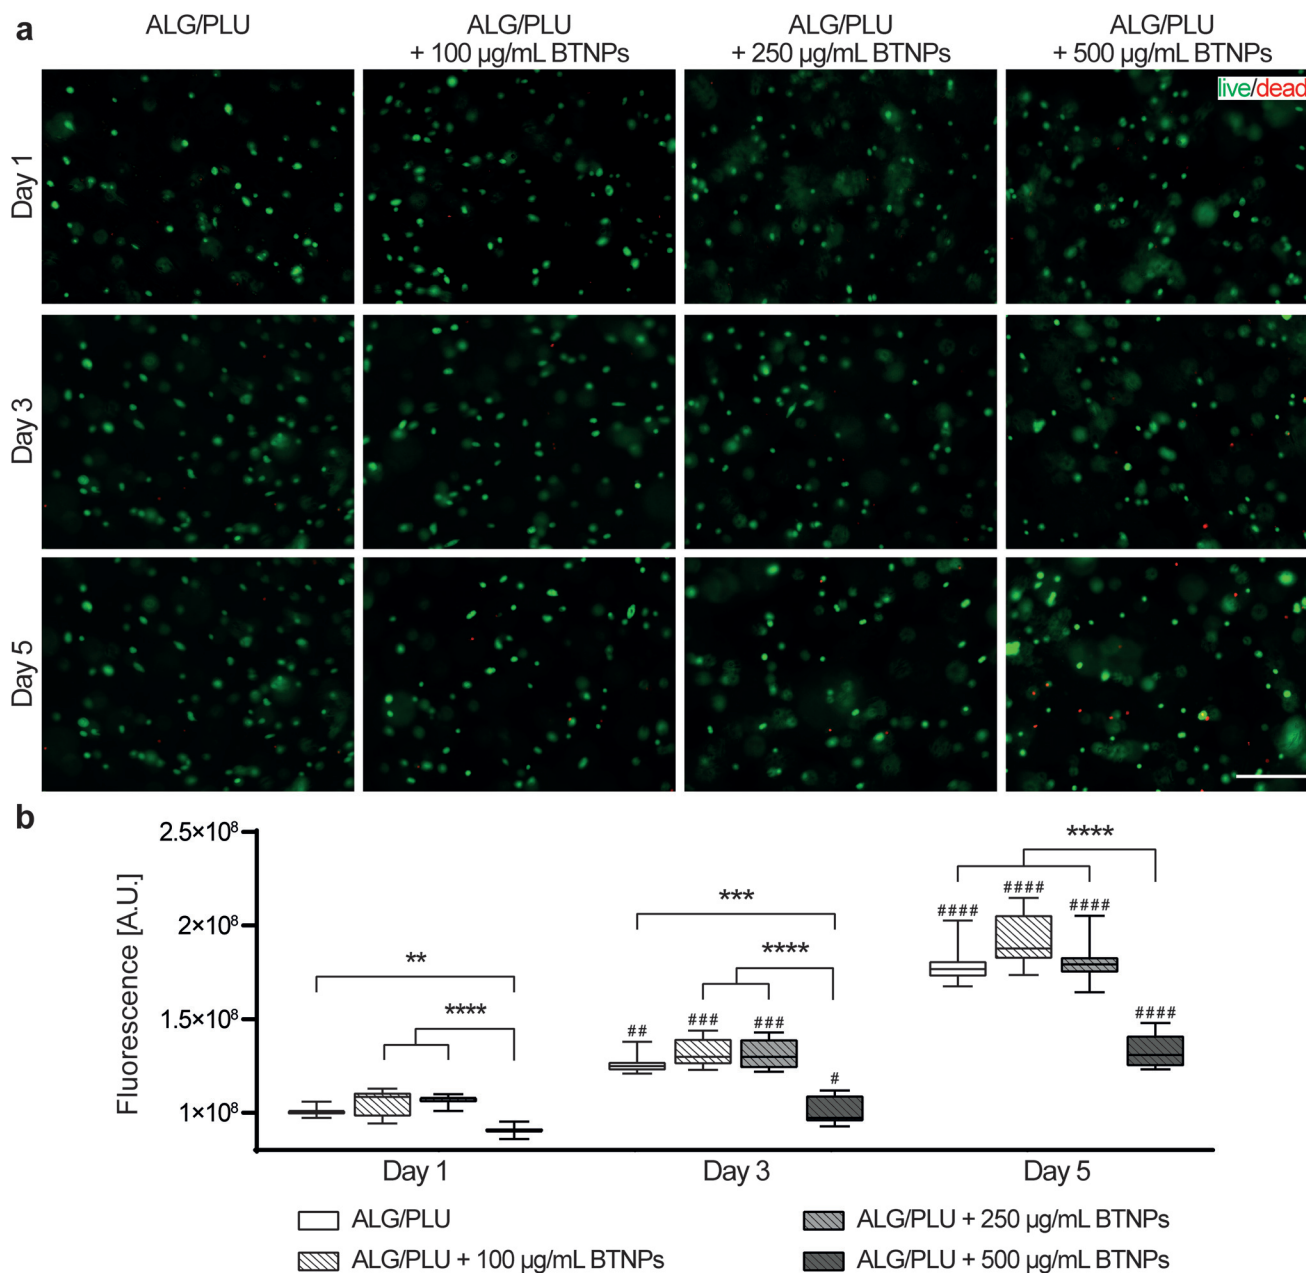 a
ALG/PLU
ALG/PLU
+ 100 µg/mL BTNPs
ALG/PLU
+ 250 µg/mL BTNPs
ALG/PLU
+ 500 µg/mL BTNPs
live/dead
Day 1
Day 3
Day 5
b
Fluorescence [A.U.]
2.5×10⁸
2×10⁸
1.5×10⁸
1×10⁸
**
****
***
****
****
##
###
###
#
####
####
####
####
Day 1
Day 3
Day 5
ALG/PLU
ALG/PLU + 250 µg/mL BTNPs
ALG/PLU + 100 µg/mL BTNPs
ALG/PLU + 500 µg/mL BTNPs